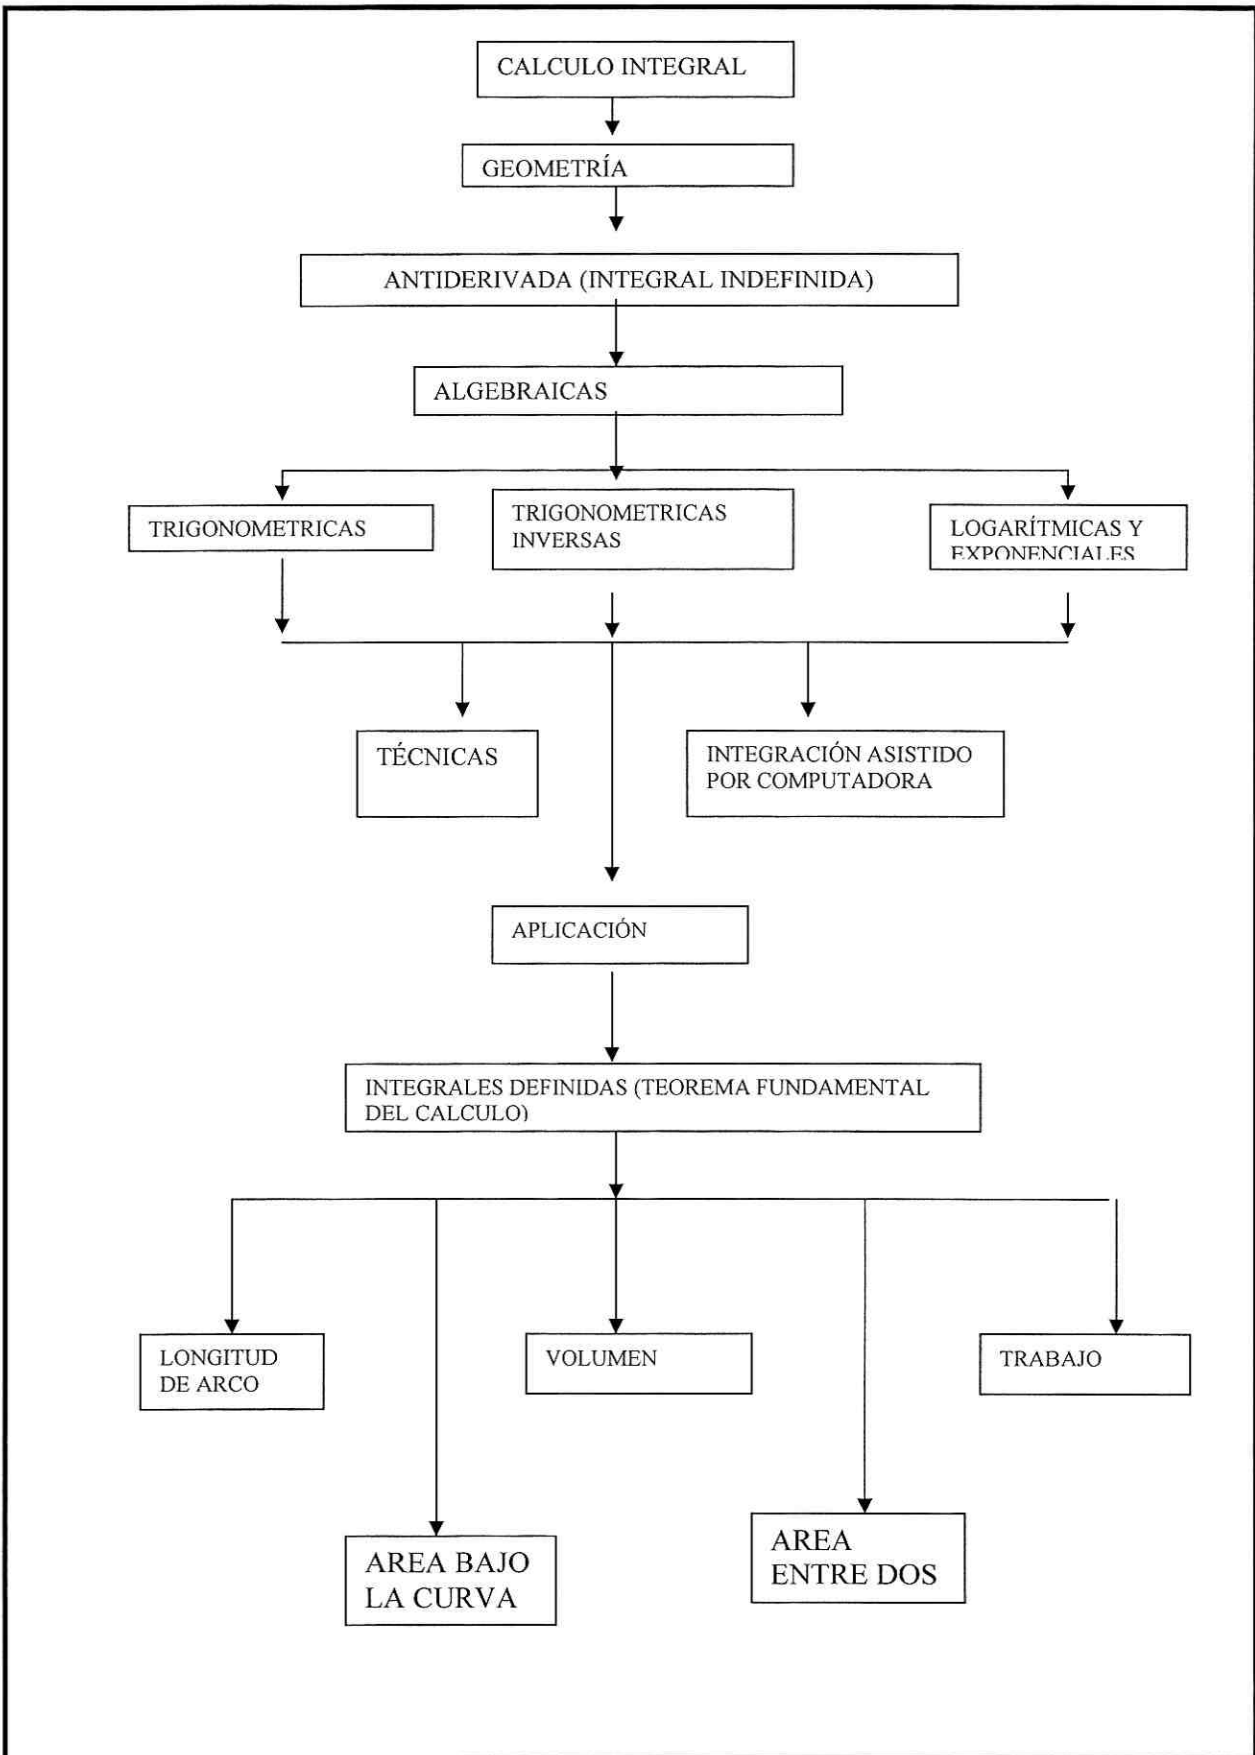 CALCULO INTEGRAL
GEOMETRÍA
ANTIDERIVADA (INTEGRAL INDEFINIDA)
ALGEBRAICAS
TRIGONOMETRICAS
TRIGONOMETRICAS
INVERSAS
LOGARÍTMICAS Y
EXPONENCIALES
TÉCNICAS
INTEGRACIÓN ASISTIDO
POR COMPUTADORA
APLICACIÓN
INTEGRALES DEFINIDAS (TEOREMA FUNDAMENTAL
DEL CALCULO)
LONGITUD
DE ARCO
VOLUMEN
TRABAJO
AREA BAJO
LA CURVA
AREA
ENTRE DOS